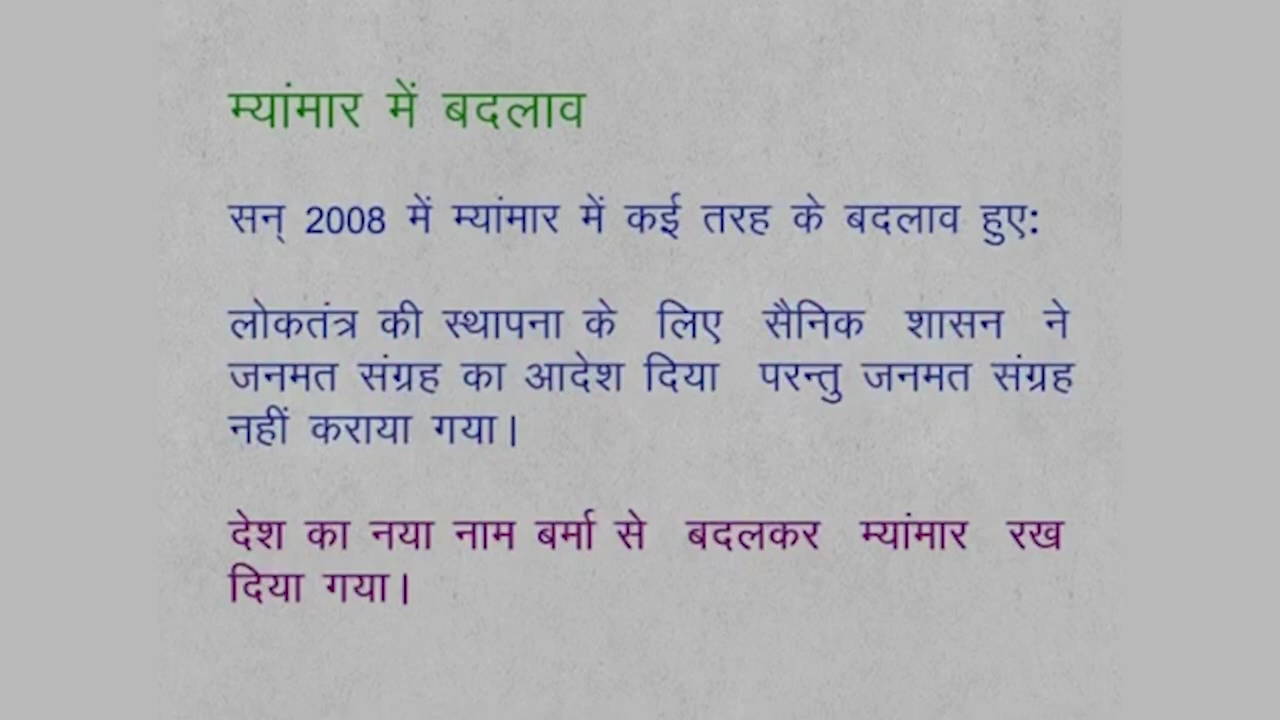 म्यांमार में बदलाव
सन् 2008 में म्यांमार में कई तरह के बदलाव हुए:
लोकतंत्र की स्थापना के लिए सैनिक शासन ने
जनमत संग्रह का आदेश दिया परन्तु जनमत संग्रह
नहीं कराया गया।
देश का नया नाम बर्मा से बदलकर म्यांमार रख
दिया गया।